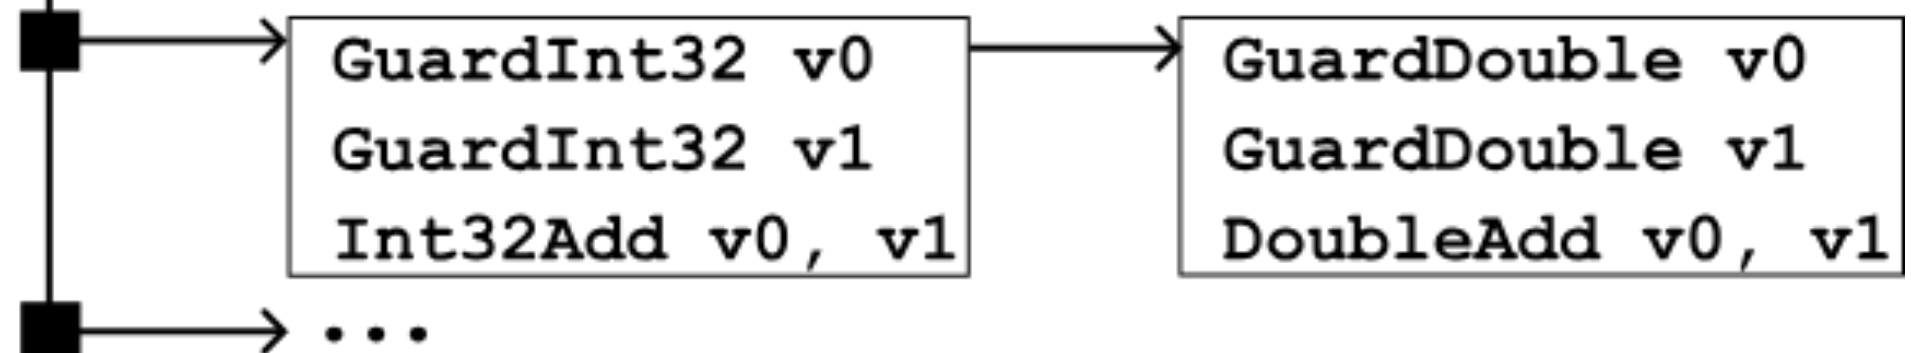 GuardInt32 v0
GuardInt32 v1
Int32Add v0, v1
GuardDouble v0
GuardDouble v1
DoubleAdd v0, v1
...